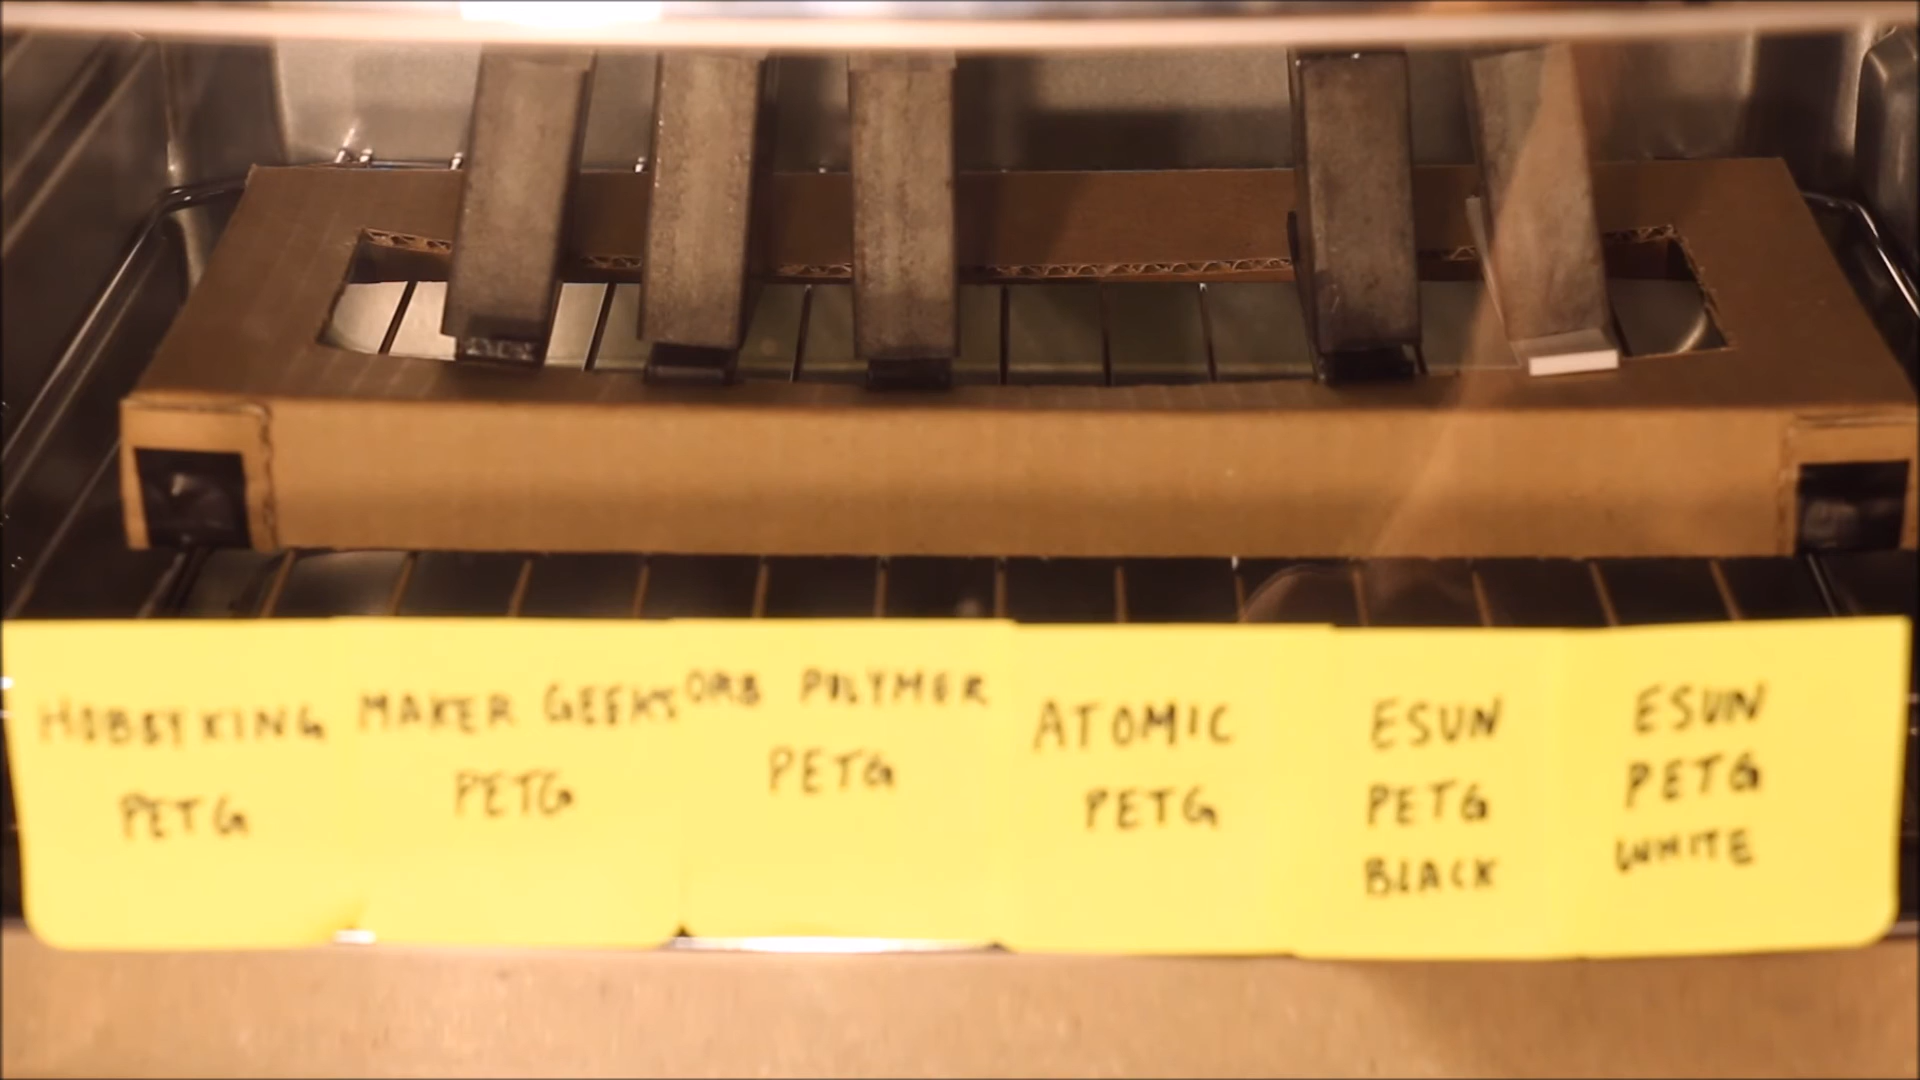 HOBBYKING
PETG
MAKER GEEKS
PETG
ORB POLYMER
PETG
ATOMIC
PETG
ESUN
PETG
BLACK
ESUN
PETG
WHITE